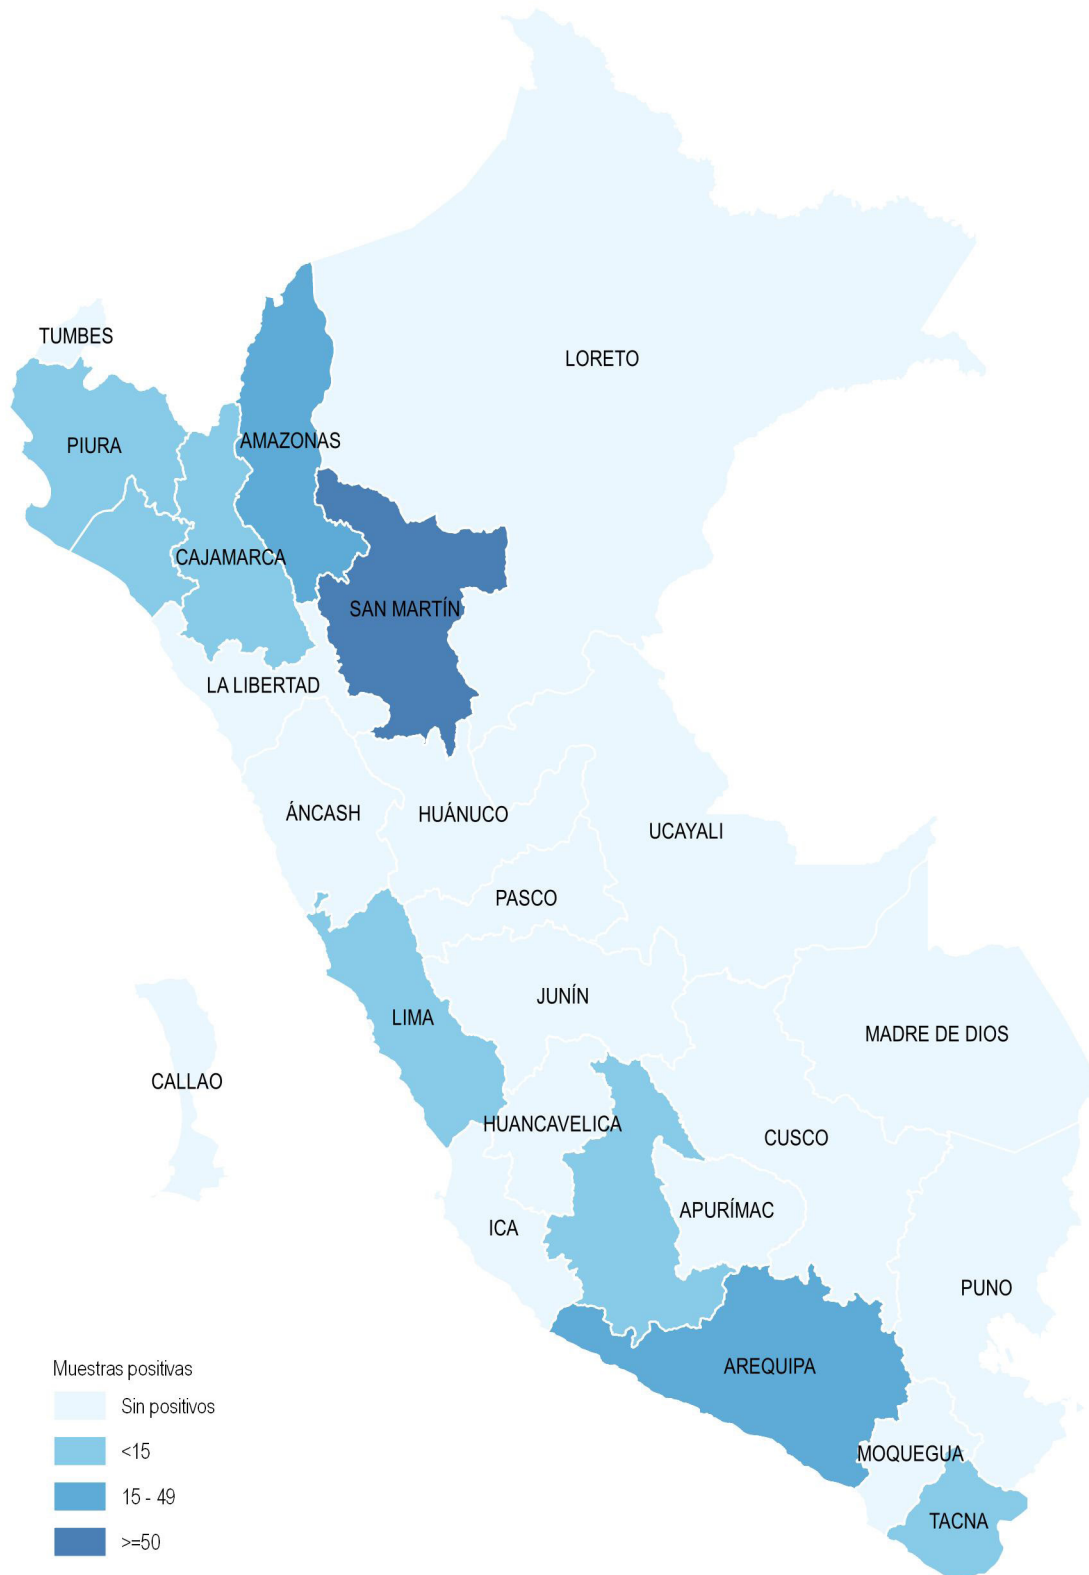 TUMBES
LORETO
PIURA
AMAZONAS
CAJAMARCA
SAN MARTÍN
LA LIBERTAD
ÁNCASH
HUÁNUCO
UCAYALI
PASCO
JUNÍN
LIMA
MADRE DE DIOS
CALLAO
HUANCAVELICA
CUSCO
APURÍMAC
ICA
PUNO
AREQUIPA
MOQUEGUA
TACNA
Muestras positivas
Sin positivos
<15
15 - 49
>=50